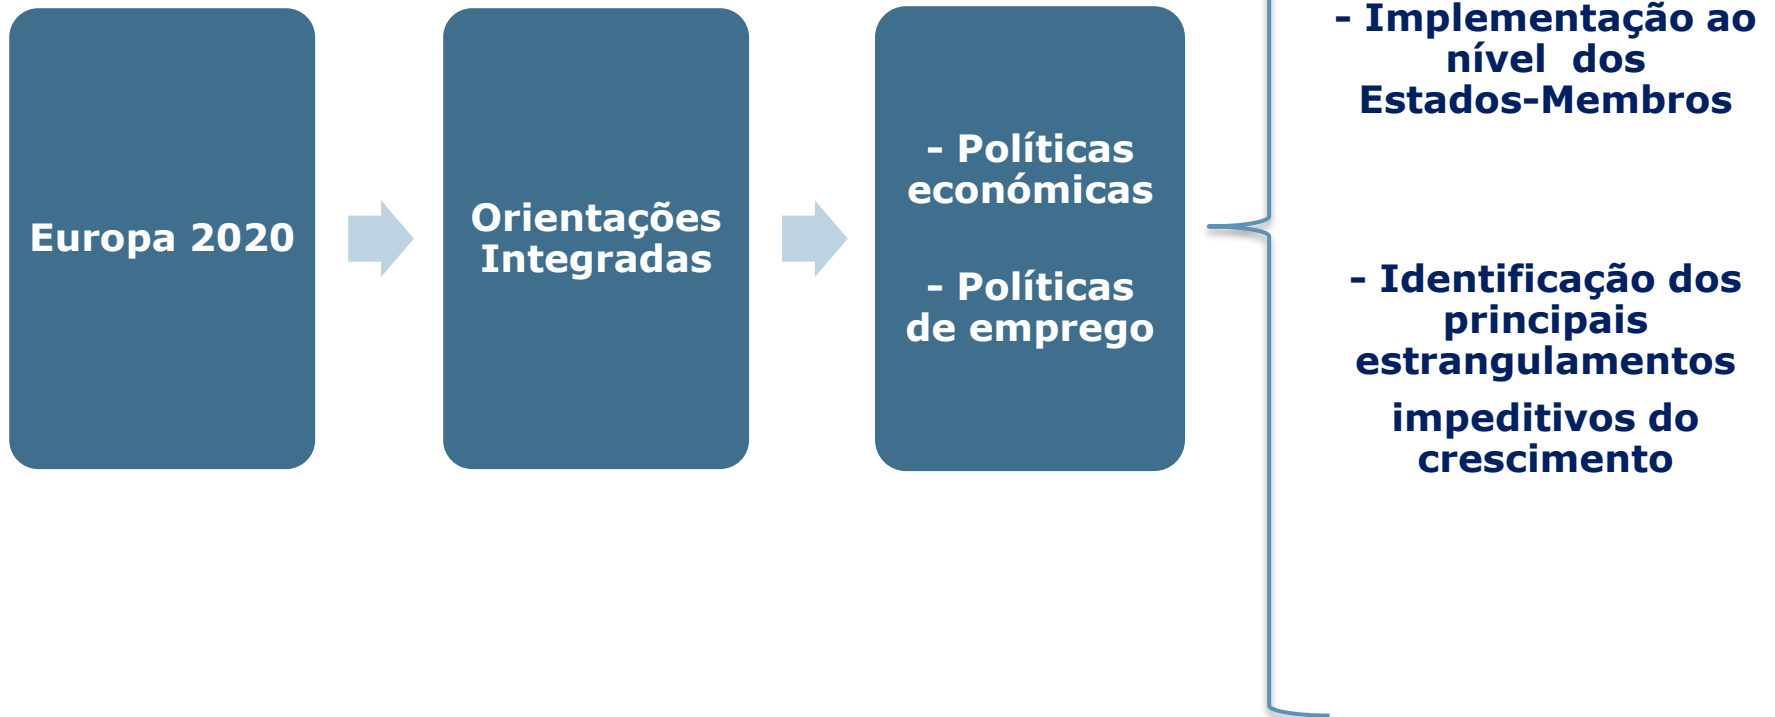 Europa 2020
Orientações
Integradas
- Políticas
económicas
- Políticas
de emprego
- Implementação ao
nível dos
Estados-Membros
- Identificação dos
principais
estrangulamentos
impeditivos do
crescimento